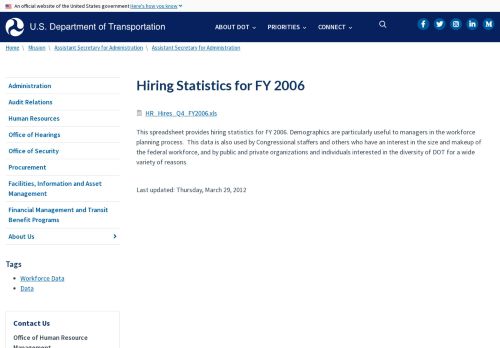 An official website of the United States government Here's how you know
U.S. Department of Transportation
ABOUT DOT
PRIORITIES
CONNECT
Home \ Mission \ Assistant Secretary for Administration \ Assistant Secretary for Administration
Administration
Audit Relations
Human Resources
Office of Hearings
Office of Security
Procurement
Facilities, Information and Asset
Management
Financial Management and Transit
Benefit Programs
About Us
Tags
Workforce Data
Data
Contact Us
Office of Human Resource
Management
Hiring Statistics for FY 2006
HR_Hires_Q4_FY2006.xls
This spreadsheet provides hiring statistics for FY 2006. Demographics are particularly useful to managers in the workforce
planning process. This data is also used by Congressional staffers and others who have an interest in the size and makeup of
the federal workforce, and by public and private organizations and individuals interested in the diversity of DOT for a wide
variety of reasons.
Last updated: Thursday, March 29, 2012